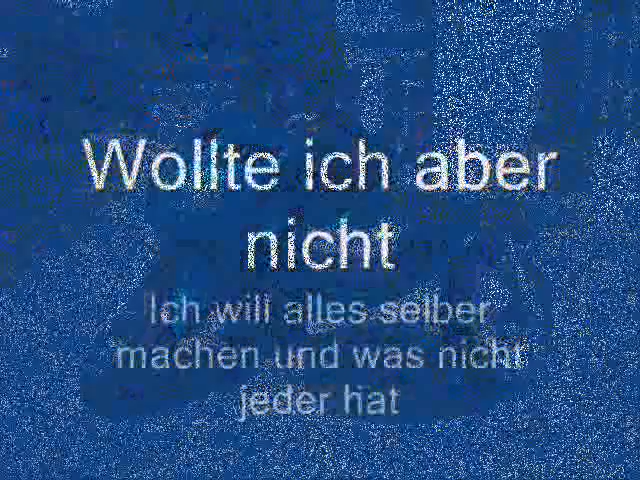 Wollte ich aber
nicht
Ich will alles selber
machen und was nicht
jeder hat